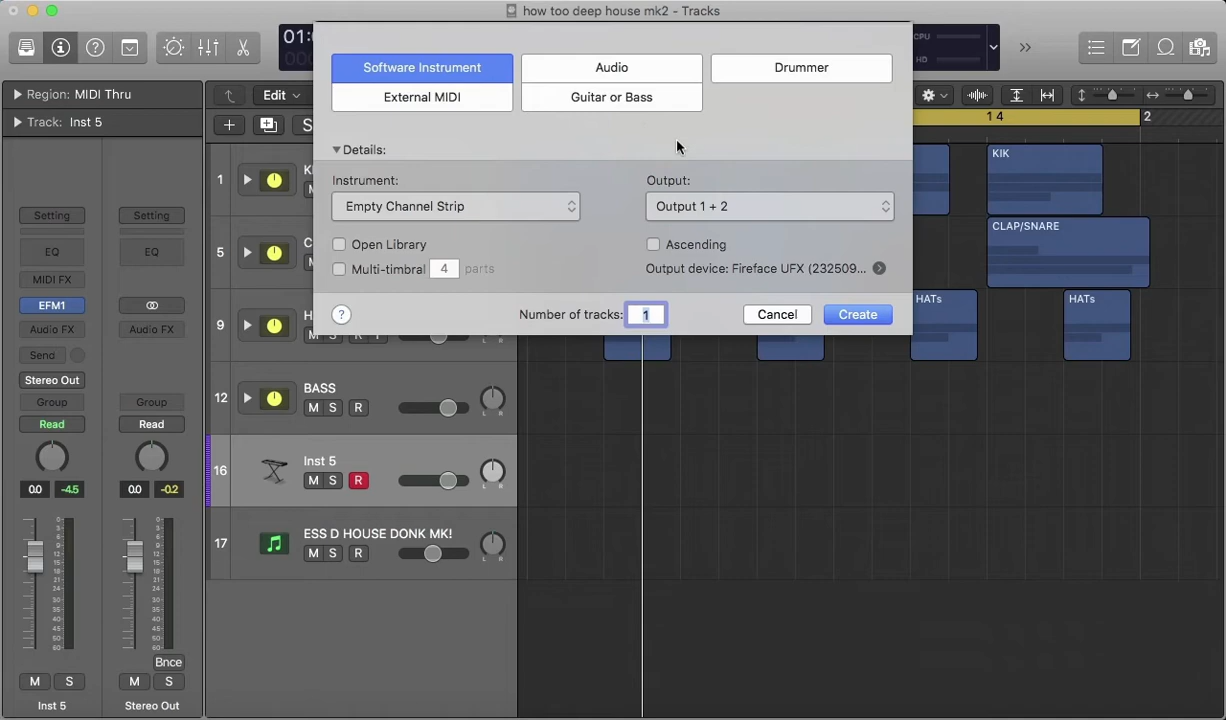 how too deep house mk2 - Tracks
01:
CPU
HD
Software Instrument
Audio
Drummer
External MIDI
Guitar or Bass
Region: MIDI Thru
Track: Inst 5
Edit
S
1 4
2
Details:
Instrument:
Output:
Empty Channel Strip
Output 1 + 2
Open Library
Ascending
Multi-timbral 4 parts
Output device: Fireface UFX (232509...
? Number of tracks: 1 Cancel Create
Setting
Setting
EQ
EQ
MIDI FX
EFM1
Audio FX
Audio FX
Send
Stereo Out
Group
Group
Read
Read
0.0 -4.5
0.0 -0.2
Bnce
M S
M S
Inst 5
Stereo Out
1
K
5
C
9
H
M S R I
12
BASS
M S R
L R
16
Inst 5
M S R
L R
17
ESS D HOUSE DONK MK!
M S R
L R
KIK
CLAP/SNARE
HATs
HATs